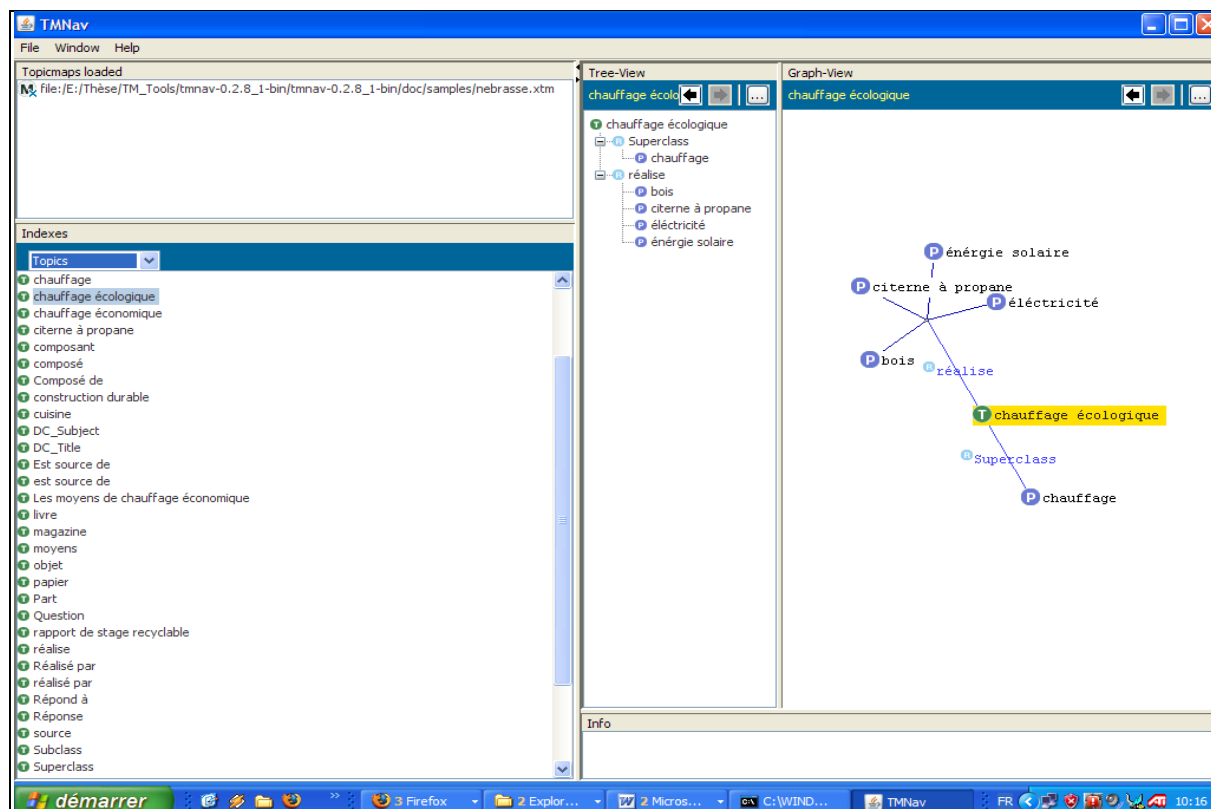 TMNav
File Window Help
Topicmaps loaded
file:/E:/Thèse/TM_Tools/tmnav-0.2.8_1-bin/tmnav-0.2.8_1-bin/doc/samples/nebrasse.xtm
Indexes
Topics
chauffage
chauffage écologique
chauffage économique
citerne à propane
composant
composé
Composé de
construction durable
cuisine
DC_Subject
DC_Title
Est source de
est source de
Les moyens de chauffage économique
livre
magazine
moyens
objet
papier
Part
Question
rapport de stage recyclable
réalise
Réalisé par
réalisé par
Répond à
Réponse
source
Subclass
Superclass
Tree-View
chauffage écolo
...
T chauffage écologique
R Superclass
P chauffage
R réalise
P bois
P citerne à propane
P éléctricité
P énérgie solaire
Graph-View
chauffage écologique
...
P énérgie solaire
P citerne à propane
P éléctricité
P bois
R réalise
T chauffage écologique
R Superclass
P chauffage
Info
démarrer
»
3 Firefox
2 Explor...
2 Micros...
C:\WIND...
TMNav
FR
10:16